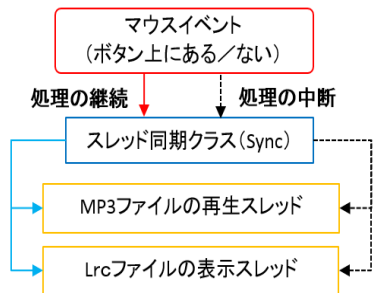 マウスイベント
(ボタン上にある／ない)
処理の継続
処理の中断
スレッド同期クラス(Sync)
MP3ファイルの再生スレッド
Lrcファイルの表示スレッド